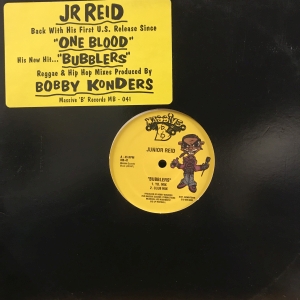 JR REID
Back With His First U.S. Release Since
"ONE BLOOD"
His New Hit..."BUBBLERS"
Reggae & Hip Hop Mixes Produced By
BOBBY KONDERS
Massive 'B' Records MB - 041
MASSIVE
B
JUNIOR REID
"BUBBLERS"